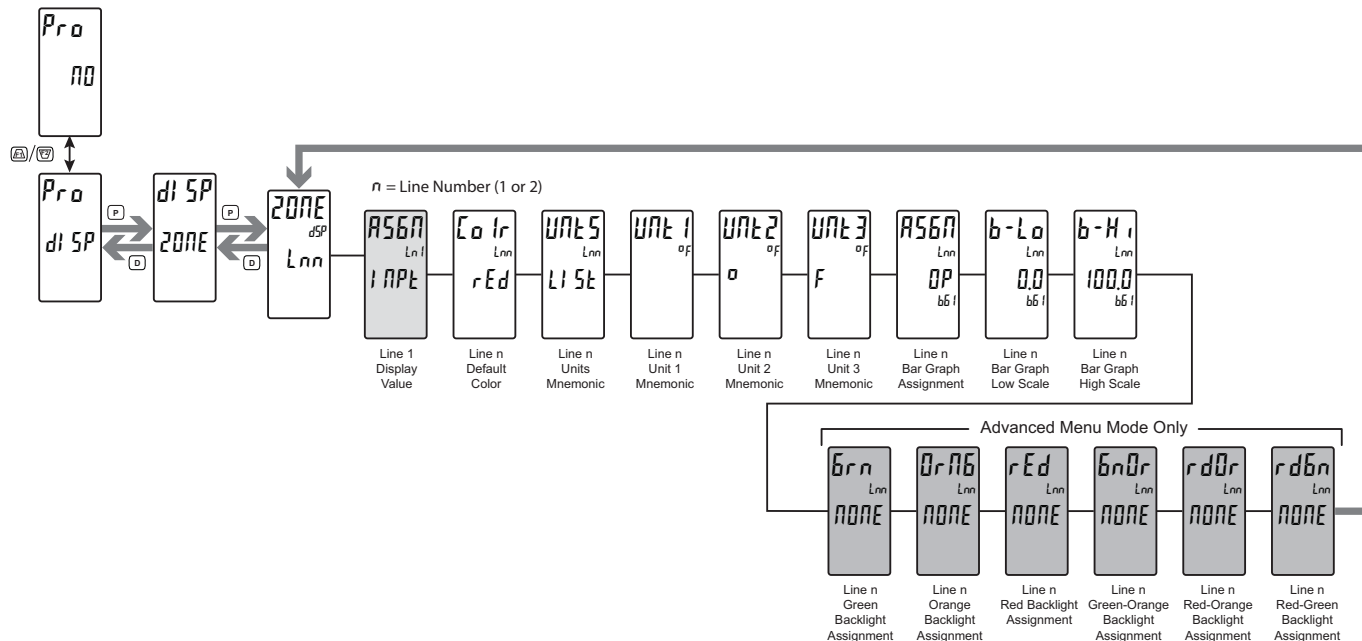 Pro
NO
Pro
dISP
P
D
dISP
ZONE
P
D
ZONE
dSP
Lnn
n = Line Number (1 or 2)
ASGN
Ln1
INPt
Line 1
Display
Value
Colr
Lnn
rEd
Line n
Default
Color
UNtS
Lnn
LISt
Line n
Units
Mnemonic
UNt1
°F
Line n
Unit 1
Mnemonic
UNt2
°F
°
Line n
Unit 2
Mnemonic
UNt3
°F
F
Line n
Unit 3
Mnemonic
ASGN
Lnn
OP
bG1
Line n
Bar Graph
Assignment
b-Lo
Lnn
0.0
bG1
Line n
Bar Graph
Low Scale
b-Hi
Lnn
100.0
bG1
Line n
Bar Graph
High Scale
Advanced Menu Mode Only
Grn
Lnn
NONE
Line n
Green
Backlight
Assignment
OrNG
Lnn
NONE
Line n
Orange
Backlight
Assignment
rEd
Lnn
NONE
Line n
Red Backlight
Assignment
GnOr
Lnn
NONE
Line n
Green-Orange
Backlight
Assignment
rdOr
Lnn
NONE
Line n
Red-Orange
Backlight
Assignment
rdGn
Lnn
NONE
Line n
Red-Green
Backlight
Assignment